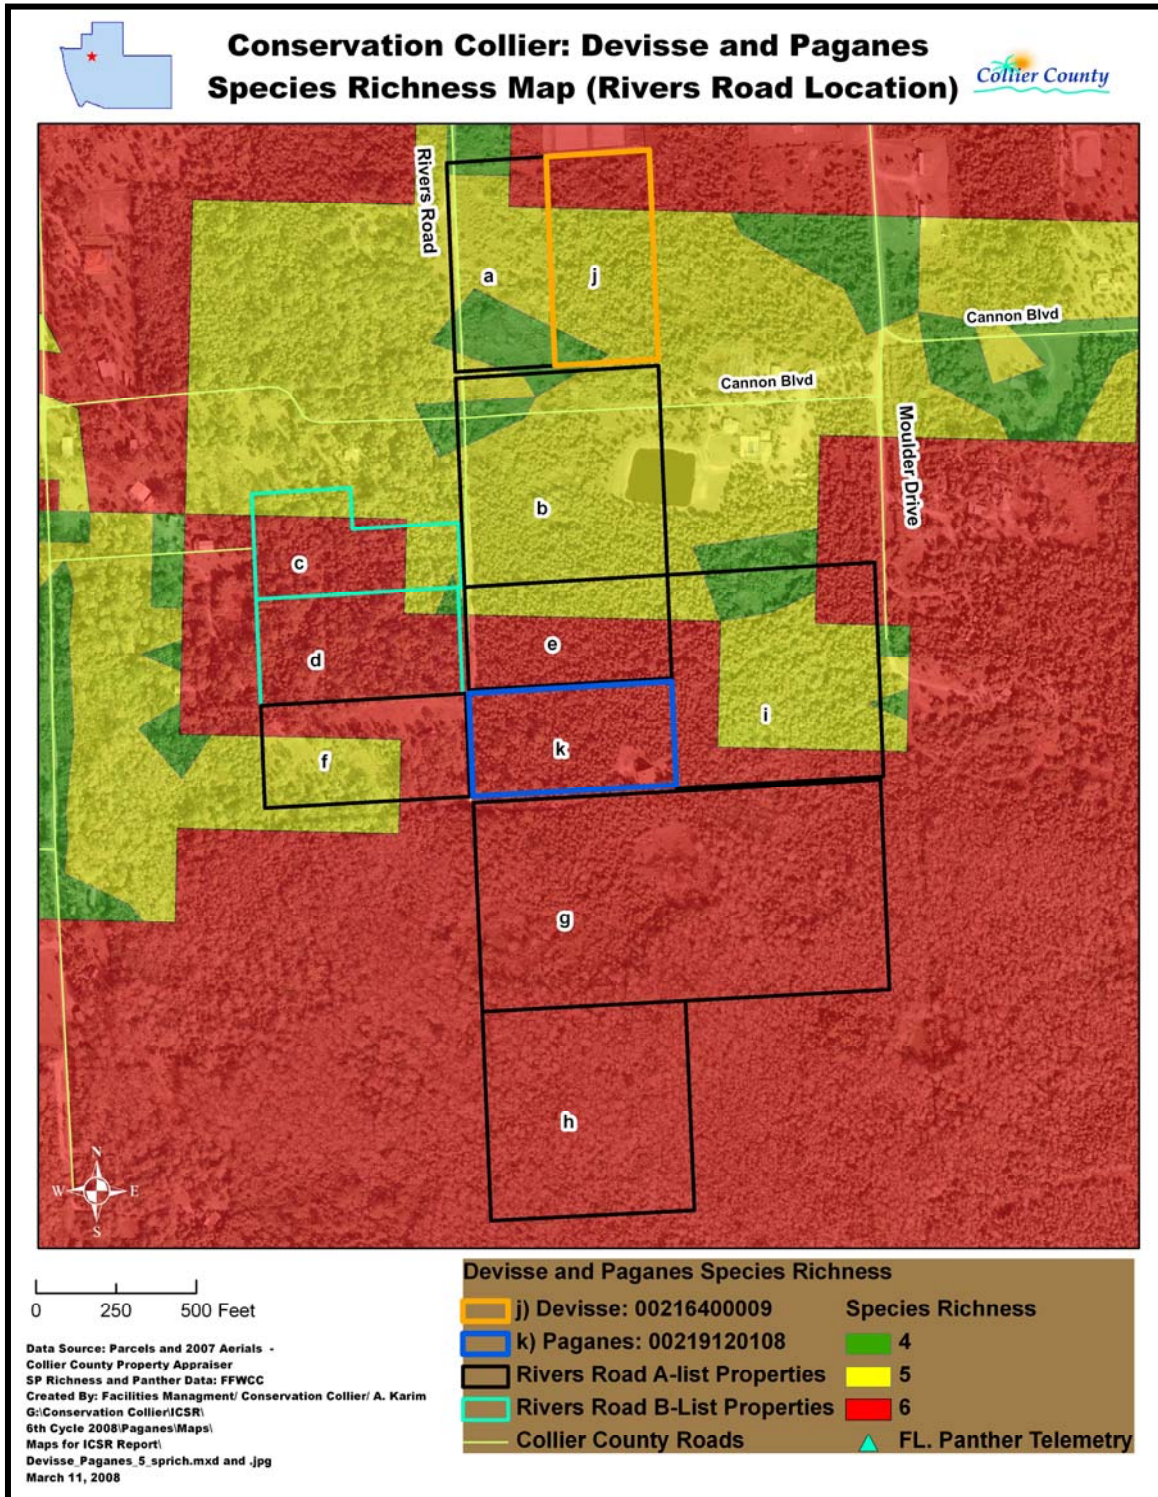 Conservation Collier: Devisse and Paganes
Species Richness Map (Rivers Road Location)
Collier County
Rivers Road
a
j
Cannon Blvd
Cannon Blvd
Moulder Drive
b
c
e
d
i
k
f
g
h
N
W E
S
0 250 500 Feet
Data Source: Parcels and 2007 Aerials -
Collier County Property Appraiser
SP Richness and Panther Data: FFWCC
Created By: Facilities Managment/ Conservation Collier/ A. Karim
G:\Conservation Collier\ICSR\
6th Cycle 2008\Paganes\Maps\
Maps for ICSR Report\
Devisse_Paganes_5_sprich.mxd and .jpg
March 11, 2008
Devisse and Paganes Species Richness
j) Devisse: 00216400009
k) Paganes: 00219120108
Rivers Road A-list Properties
Rivers Road B-List Properties
Collier County Roads
Species Richness
4
5
6
FL. Panther Telemetry